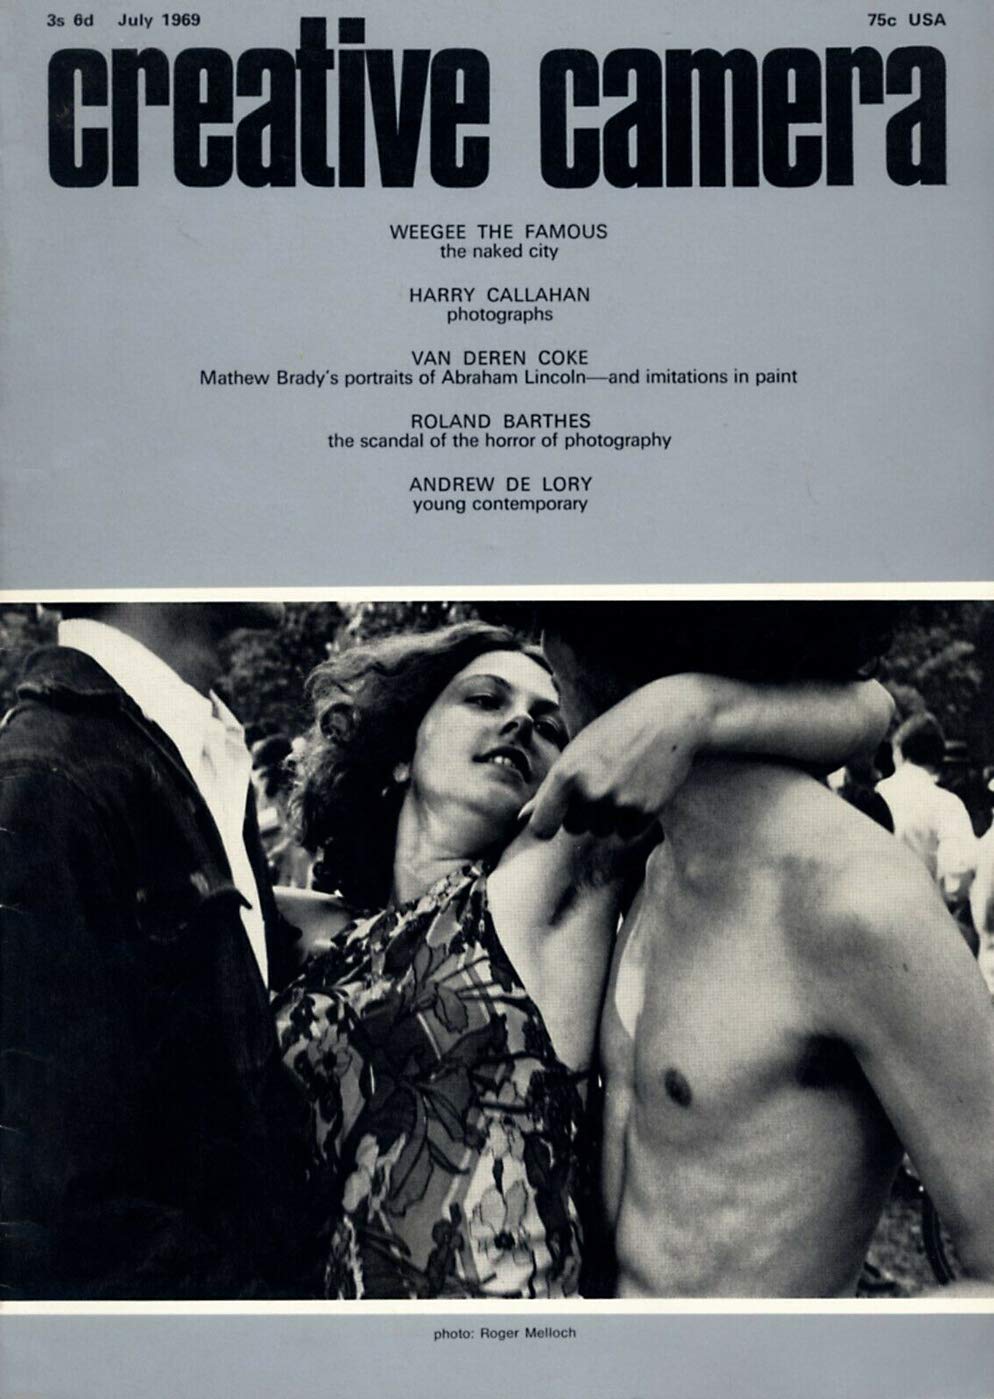 3s 6d July 1969
75c USA
creative camera
WEEGEE THE FAMOUS
the naked city
HARRY CALLAHAN
photographs
VAN DEREN COKE
Mathew Brady's portraits of Abraham Lincoln—and imitations in paint
ROLAND BARTHES
the scandal of the horror of photography
ANDREW DE LORY
young contemporary
photo: Roger Melloch